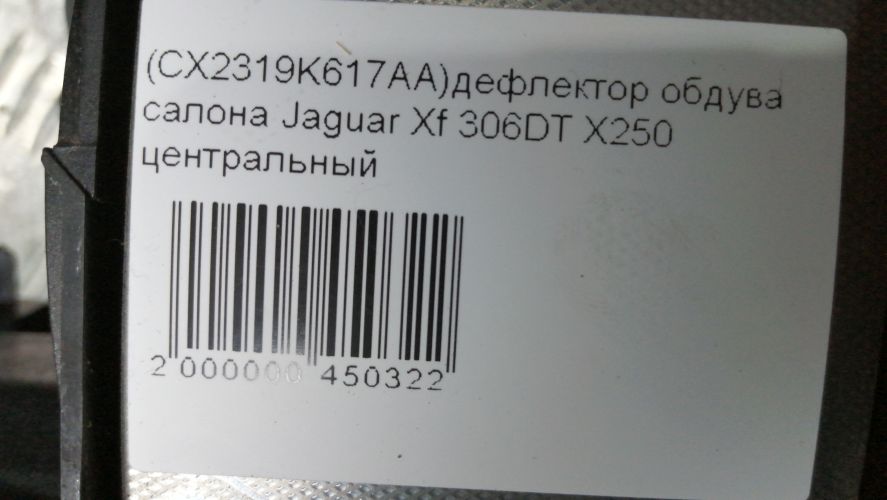 (CX2319K617AA)дефлектор обдува
салона Jaguar Xf 306DT X250
центральный
2 000000 450322